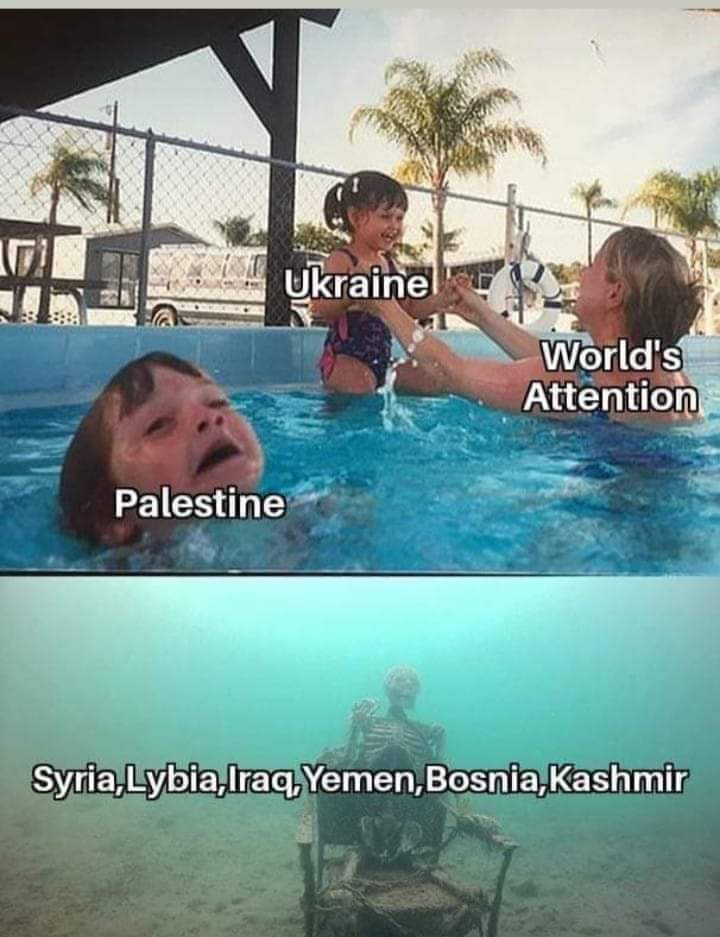 Ukraine
World's
Attention
Palestine
Syria,Lybia,Iraq,Yemen,Bosnia,Kashmir